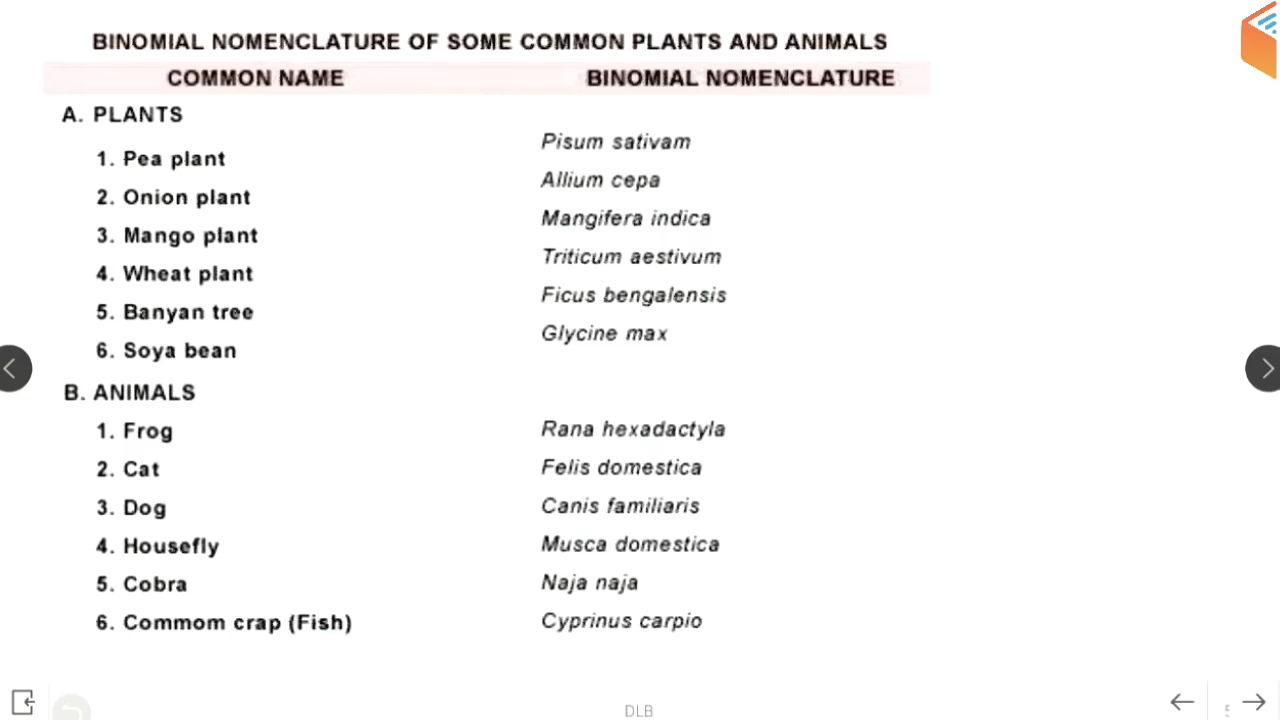 BINOMIAL NOMENCLATURE OF SOME COMMON PLANTS AND ANIMALS
COMMON NAME BINOMIAL NOMENCLATURE
A. PLANTS
1. Pea plant Pisum sativam
2. Onion plant Allium cepa
3. Mango plant Mangifera indica
4. Wheat plant Triticum aestivum
5. Banyan tree Ficus bengalensis
6. Soya bean Glycine max
B. ANIMALS
1. Frog Rana hexadactyla
2. Cat Felis domestica
3. Dog Canis familiaris
4. Housefly Musca domestica
5. Cobra Naja naja
6. Commom crap (Fish) Cyprinus carpio
DLB